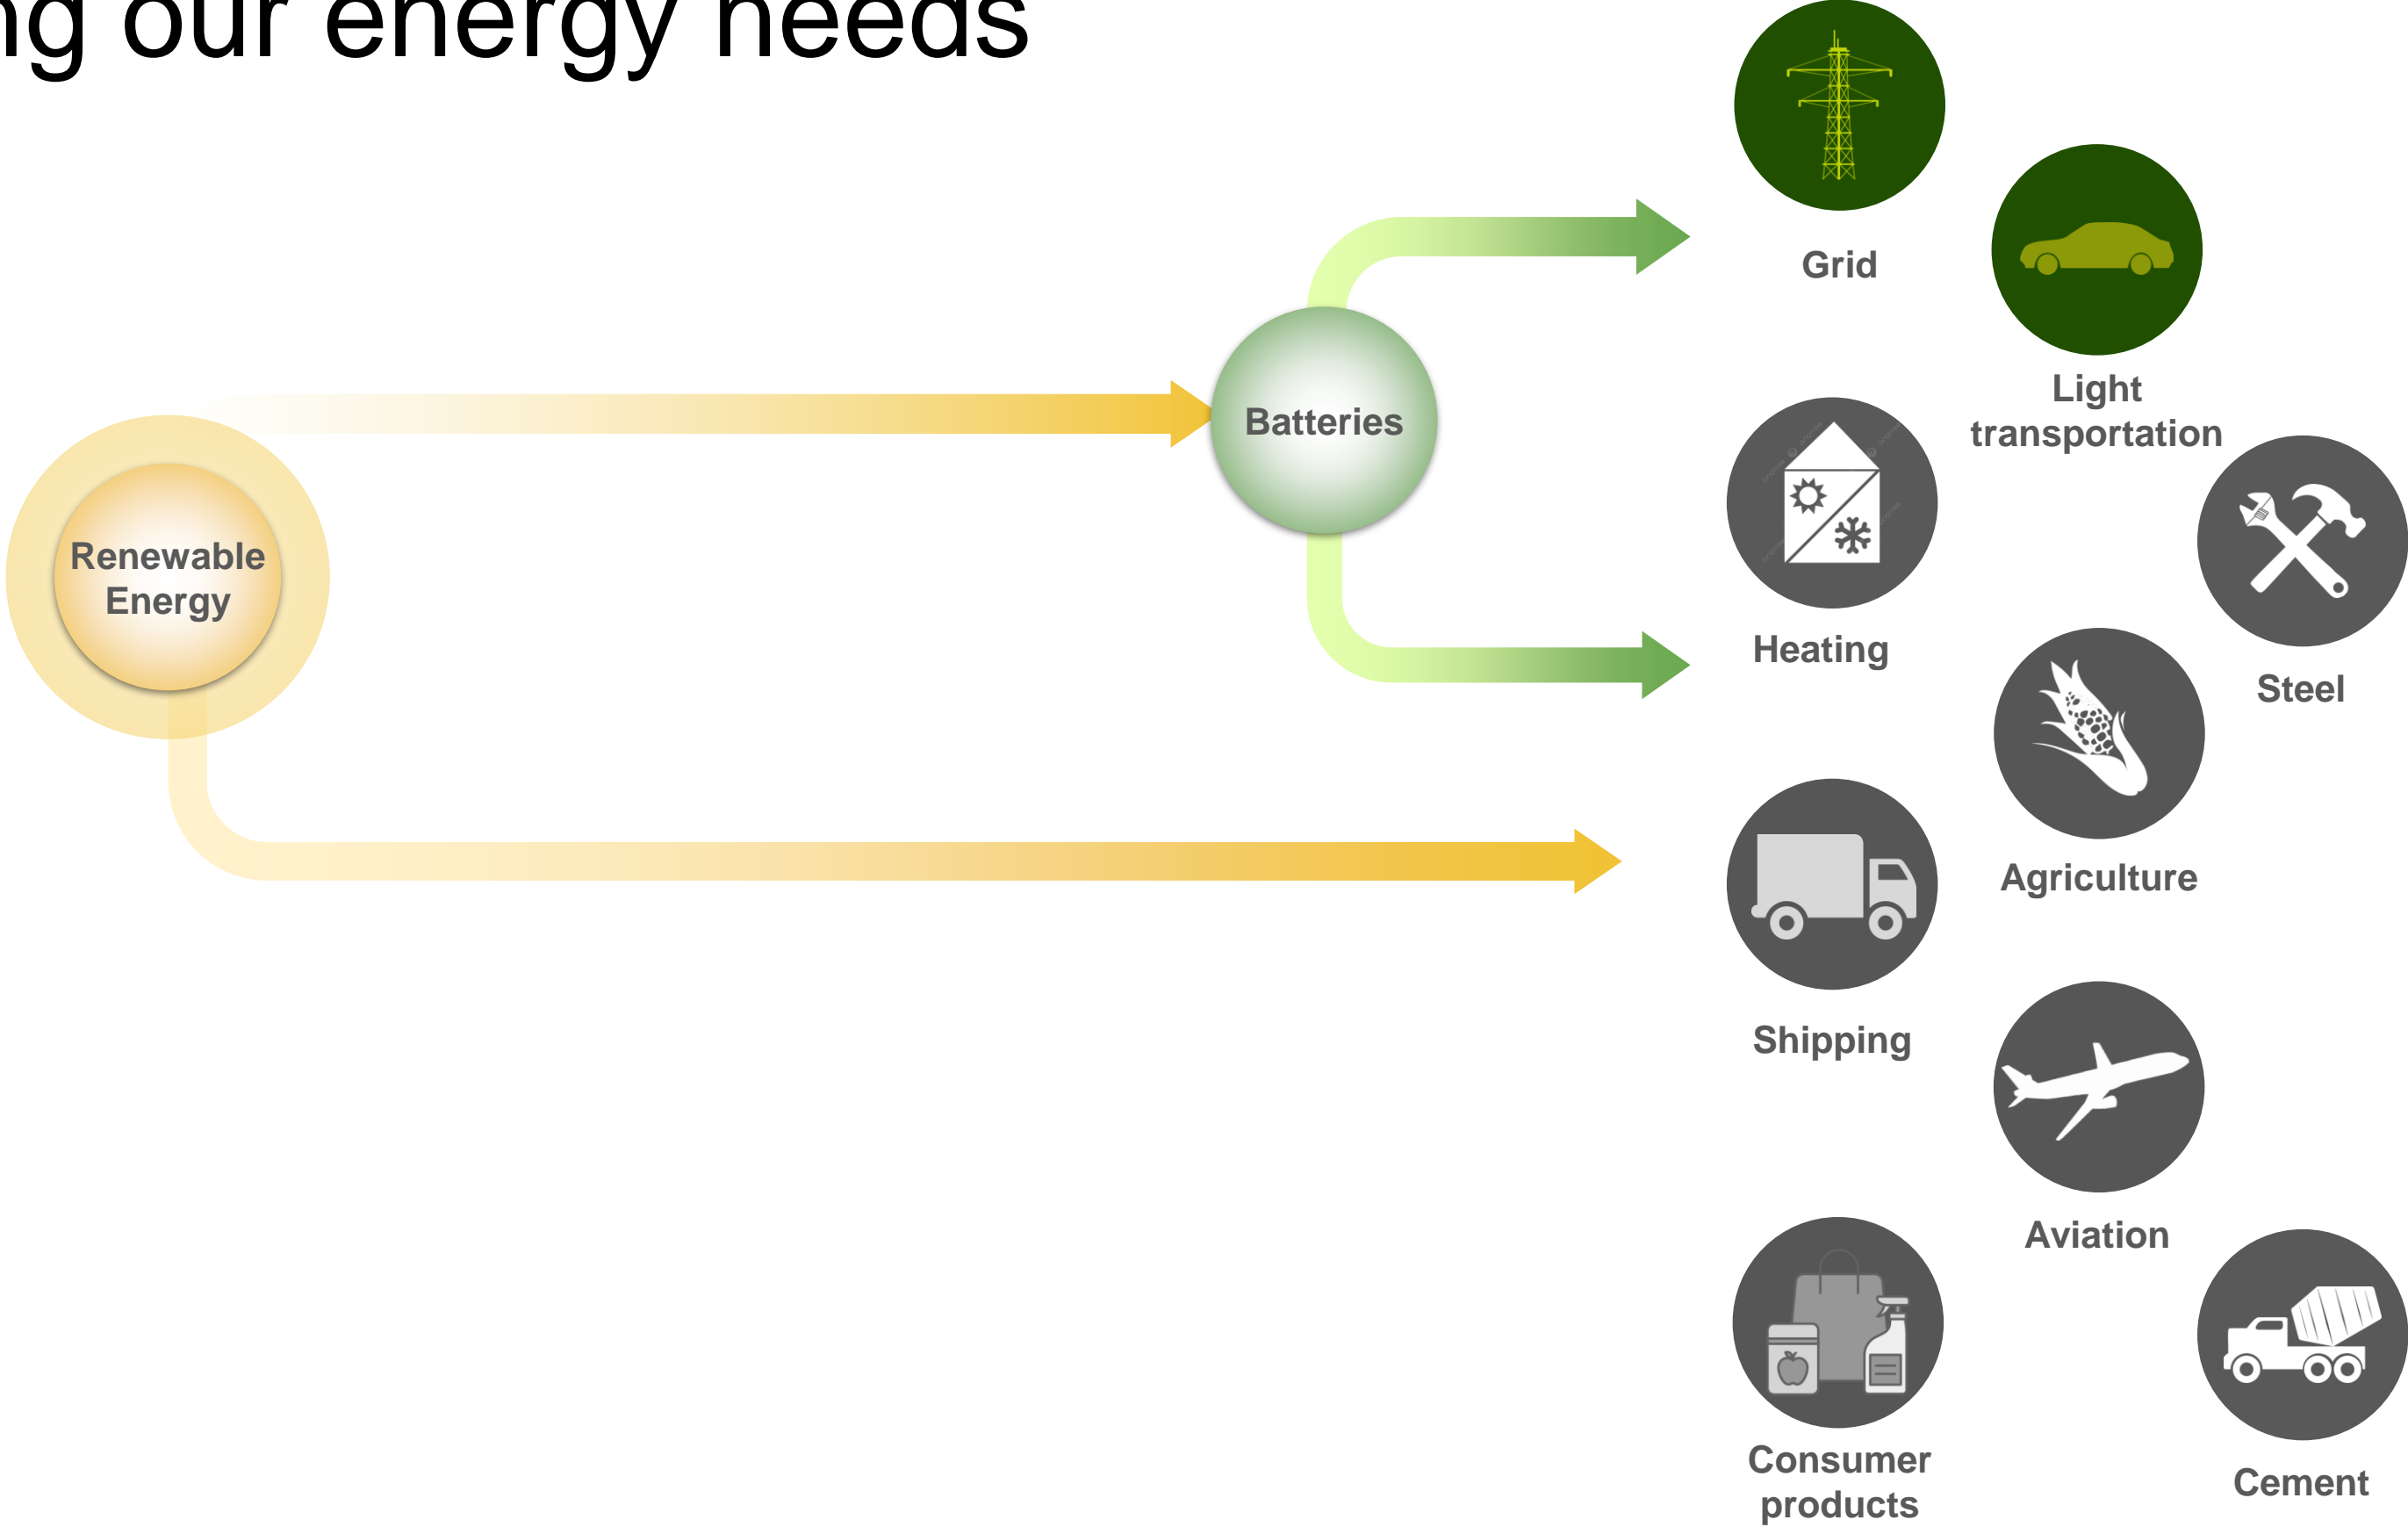 ng our energy needs
Grid
Light
transportation
Batteries
Renewable
Energy
Heating
Steel
Agriculture
Shipping
Aviation
Consumer
products
Cement